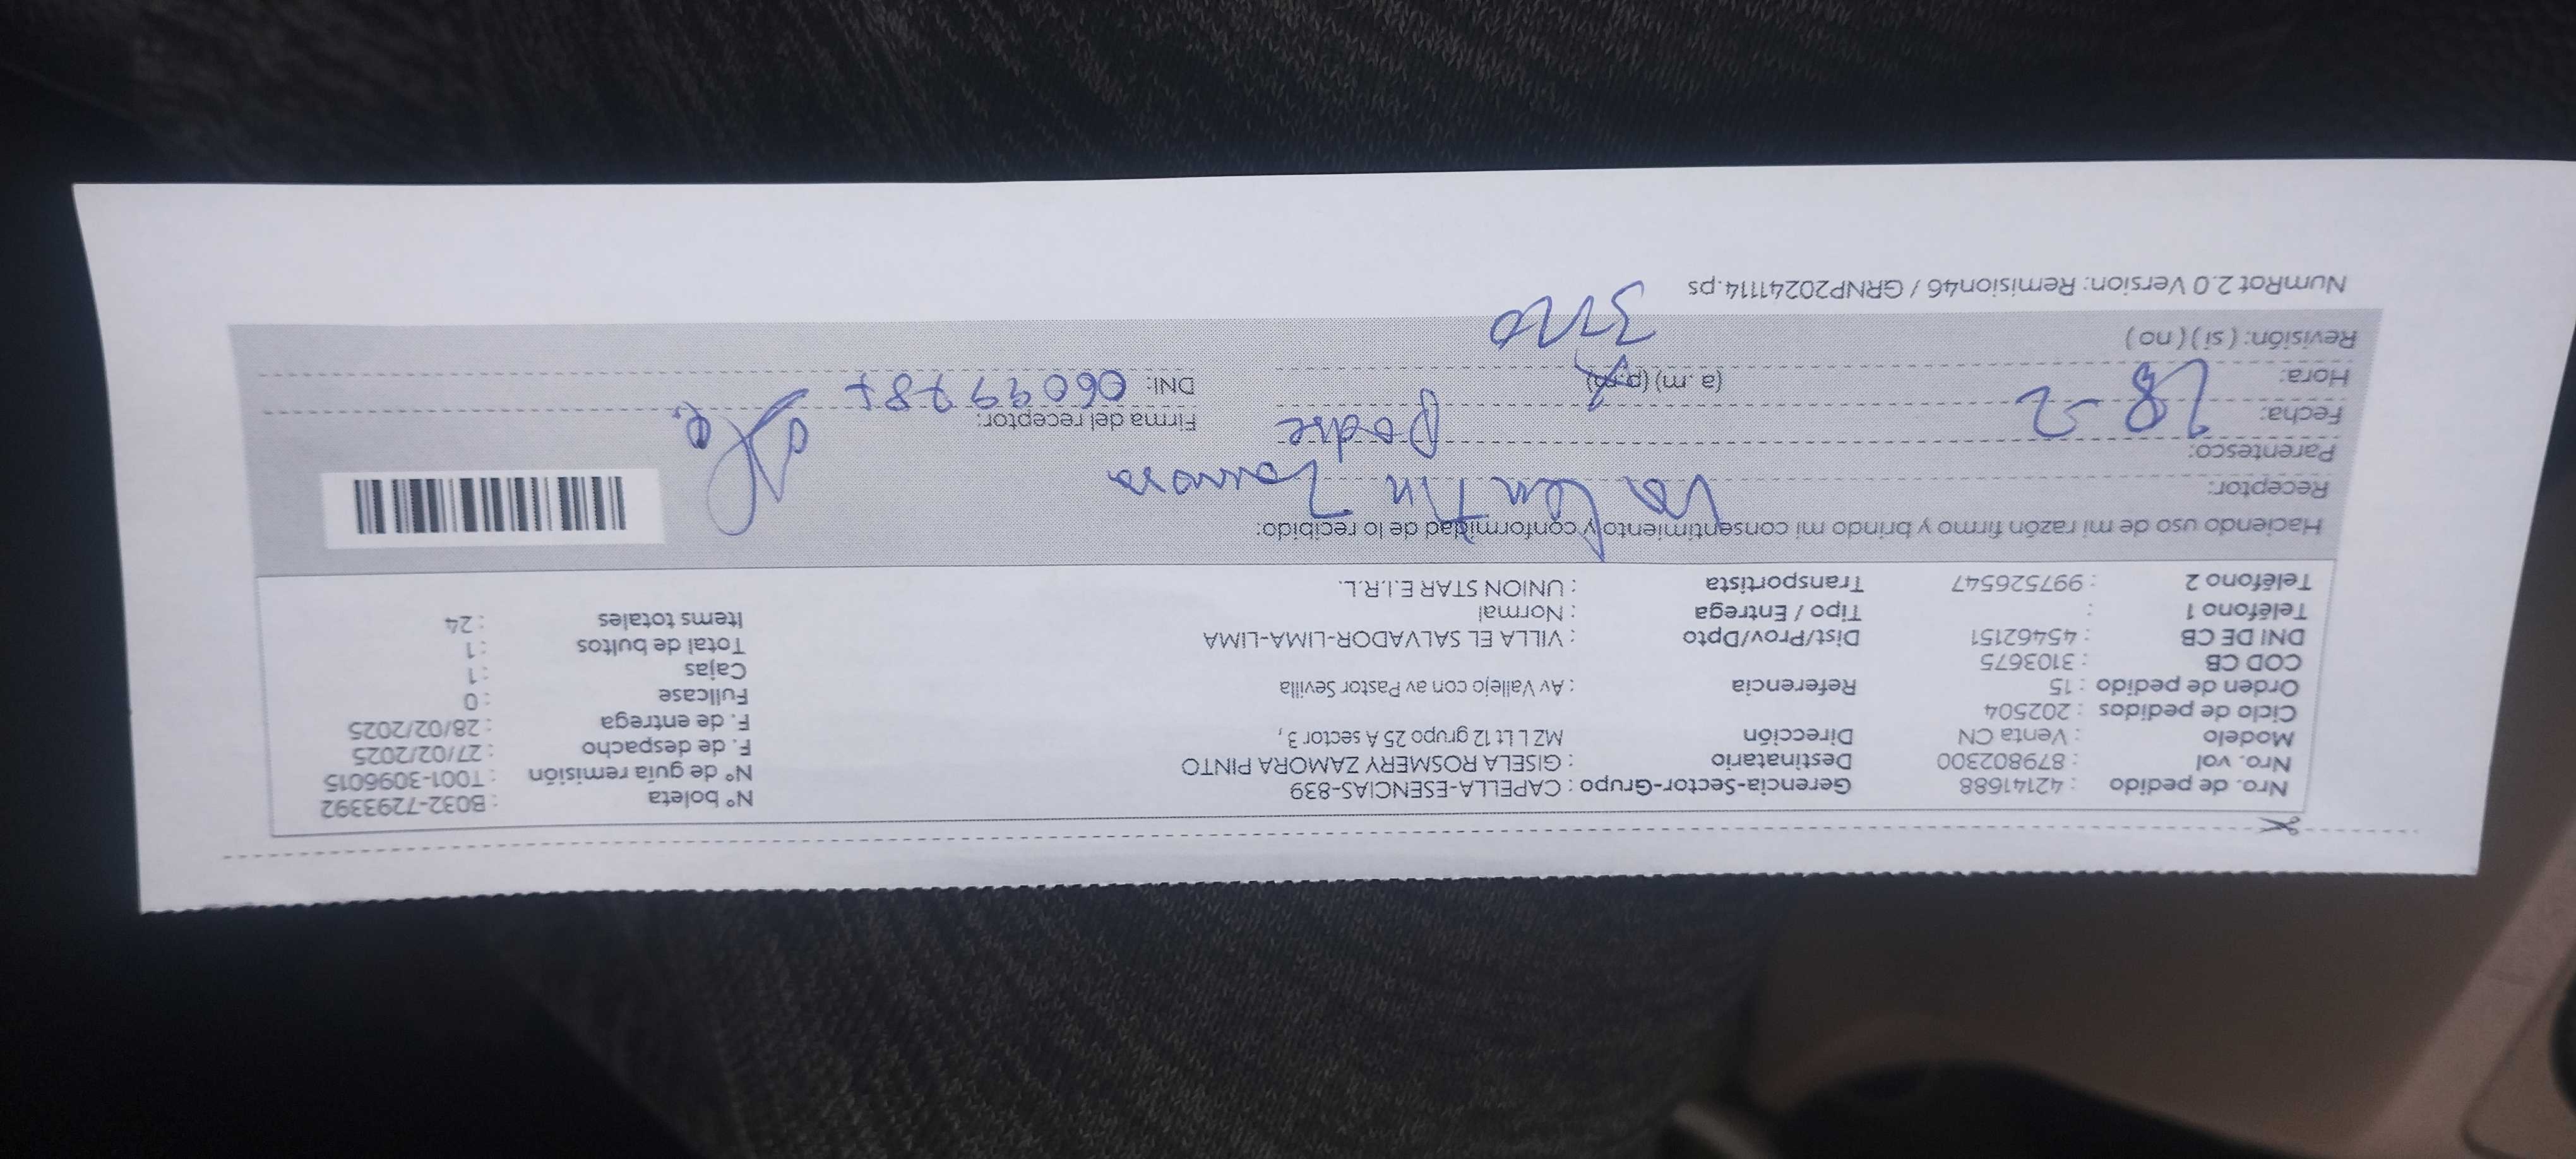 Nro. de pedido : 42141688 Gerencia-Sector-Grupo : CAPELLA-ESENCIAS-839 N° boleta : B032-7293392
Nro. vol : 879802300 Destinatario : GISELA ROSMERY ZAMORA PINTO N° de guía remisión : T001-3096015
Modelo : Venta CN Dirección MZ L Lt 12 grupo 25 A sector 3, F. de despacho : 27/02/2025
Ciclo de pedidos : 202504 F. de entrega : 28/02/2025
Orden de pedido : 15 Referencia : Av Vallejo con av Pastor Sevilla Fullcase : 0
COD CB : 3103675 Cajas : 1
DNI DE CB : 45462151 Dist/Prov/Dpto : VILLA EL SALVADOR-LIMA-LIMA Total de bultos : 1
Teléfono 1 : Tipo / Entrega : Normal Items totales : 24
Teléfono 2 : 997526547 Transportista : UNION STAR E.I.R.L.
Haciendo uso de mi razón firmo y brindo mi consentimiento y conformidad de lo recibido:
Receptor: Valentin Zamora
Parentesco: Padre
Fecha: 28-2 Firma del receptor:
Hora: (a.m) (p.m) DNI:
Revisión: (si) (no)
NumRot 2.0 Version: Remision46 / GRNP20241114.ps